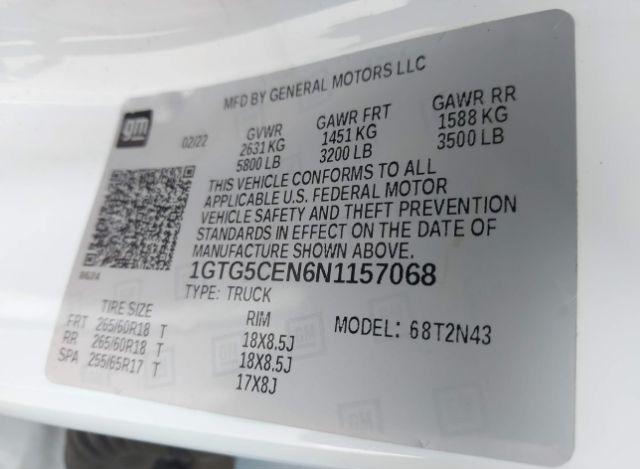 MFD BY GENERAL MOTORS LLC
gm
02/22 GVWR GAWR FRT GAWR RR
2631 KG 1451 KG 1588 KG
5800 LB 3200 LB 3500 LB
THIS VEHICLE CONFORMS TO ALL
APPLICABLE U.S. FEDERAL MOTOR
VEHICLE SAFETY AND THEFT PREVENTION
STANDARDS IN EFFECT ON THE DATE OF
MANUFACTURE SHOWN ABOVE.
1GTG5CEN6N1157068
TYPE: TRUCK
TIRE SIZE RIM MODEL: 68T2N43
FRT 265/60R18 T 18X8.5J
RR 265/60R18 T 18X8.5J
SPA 255/65R17 T 17X8J
GM